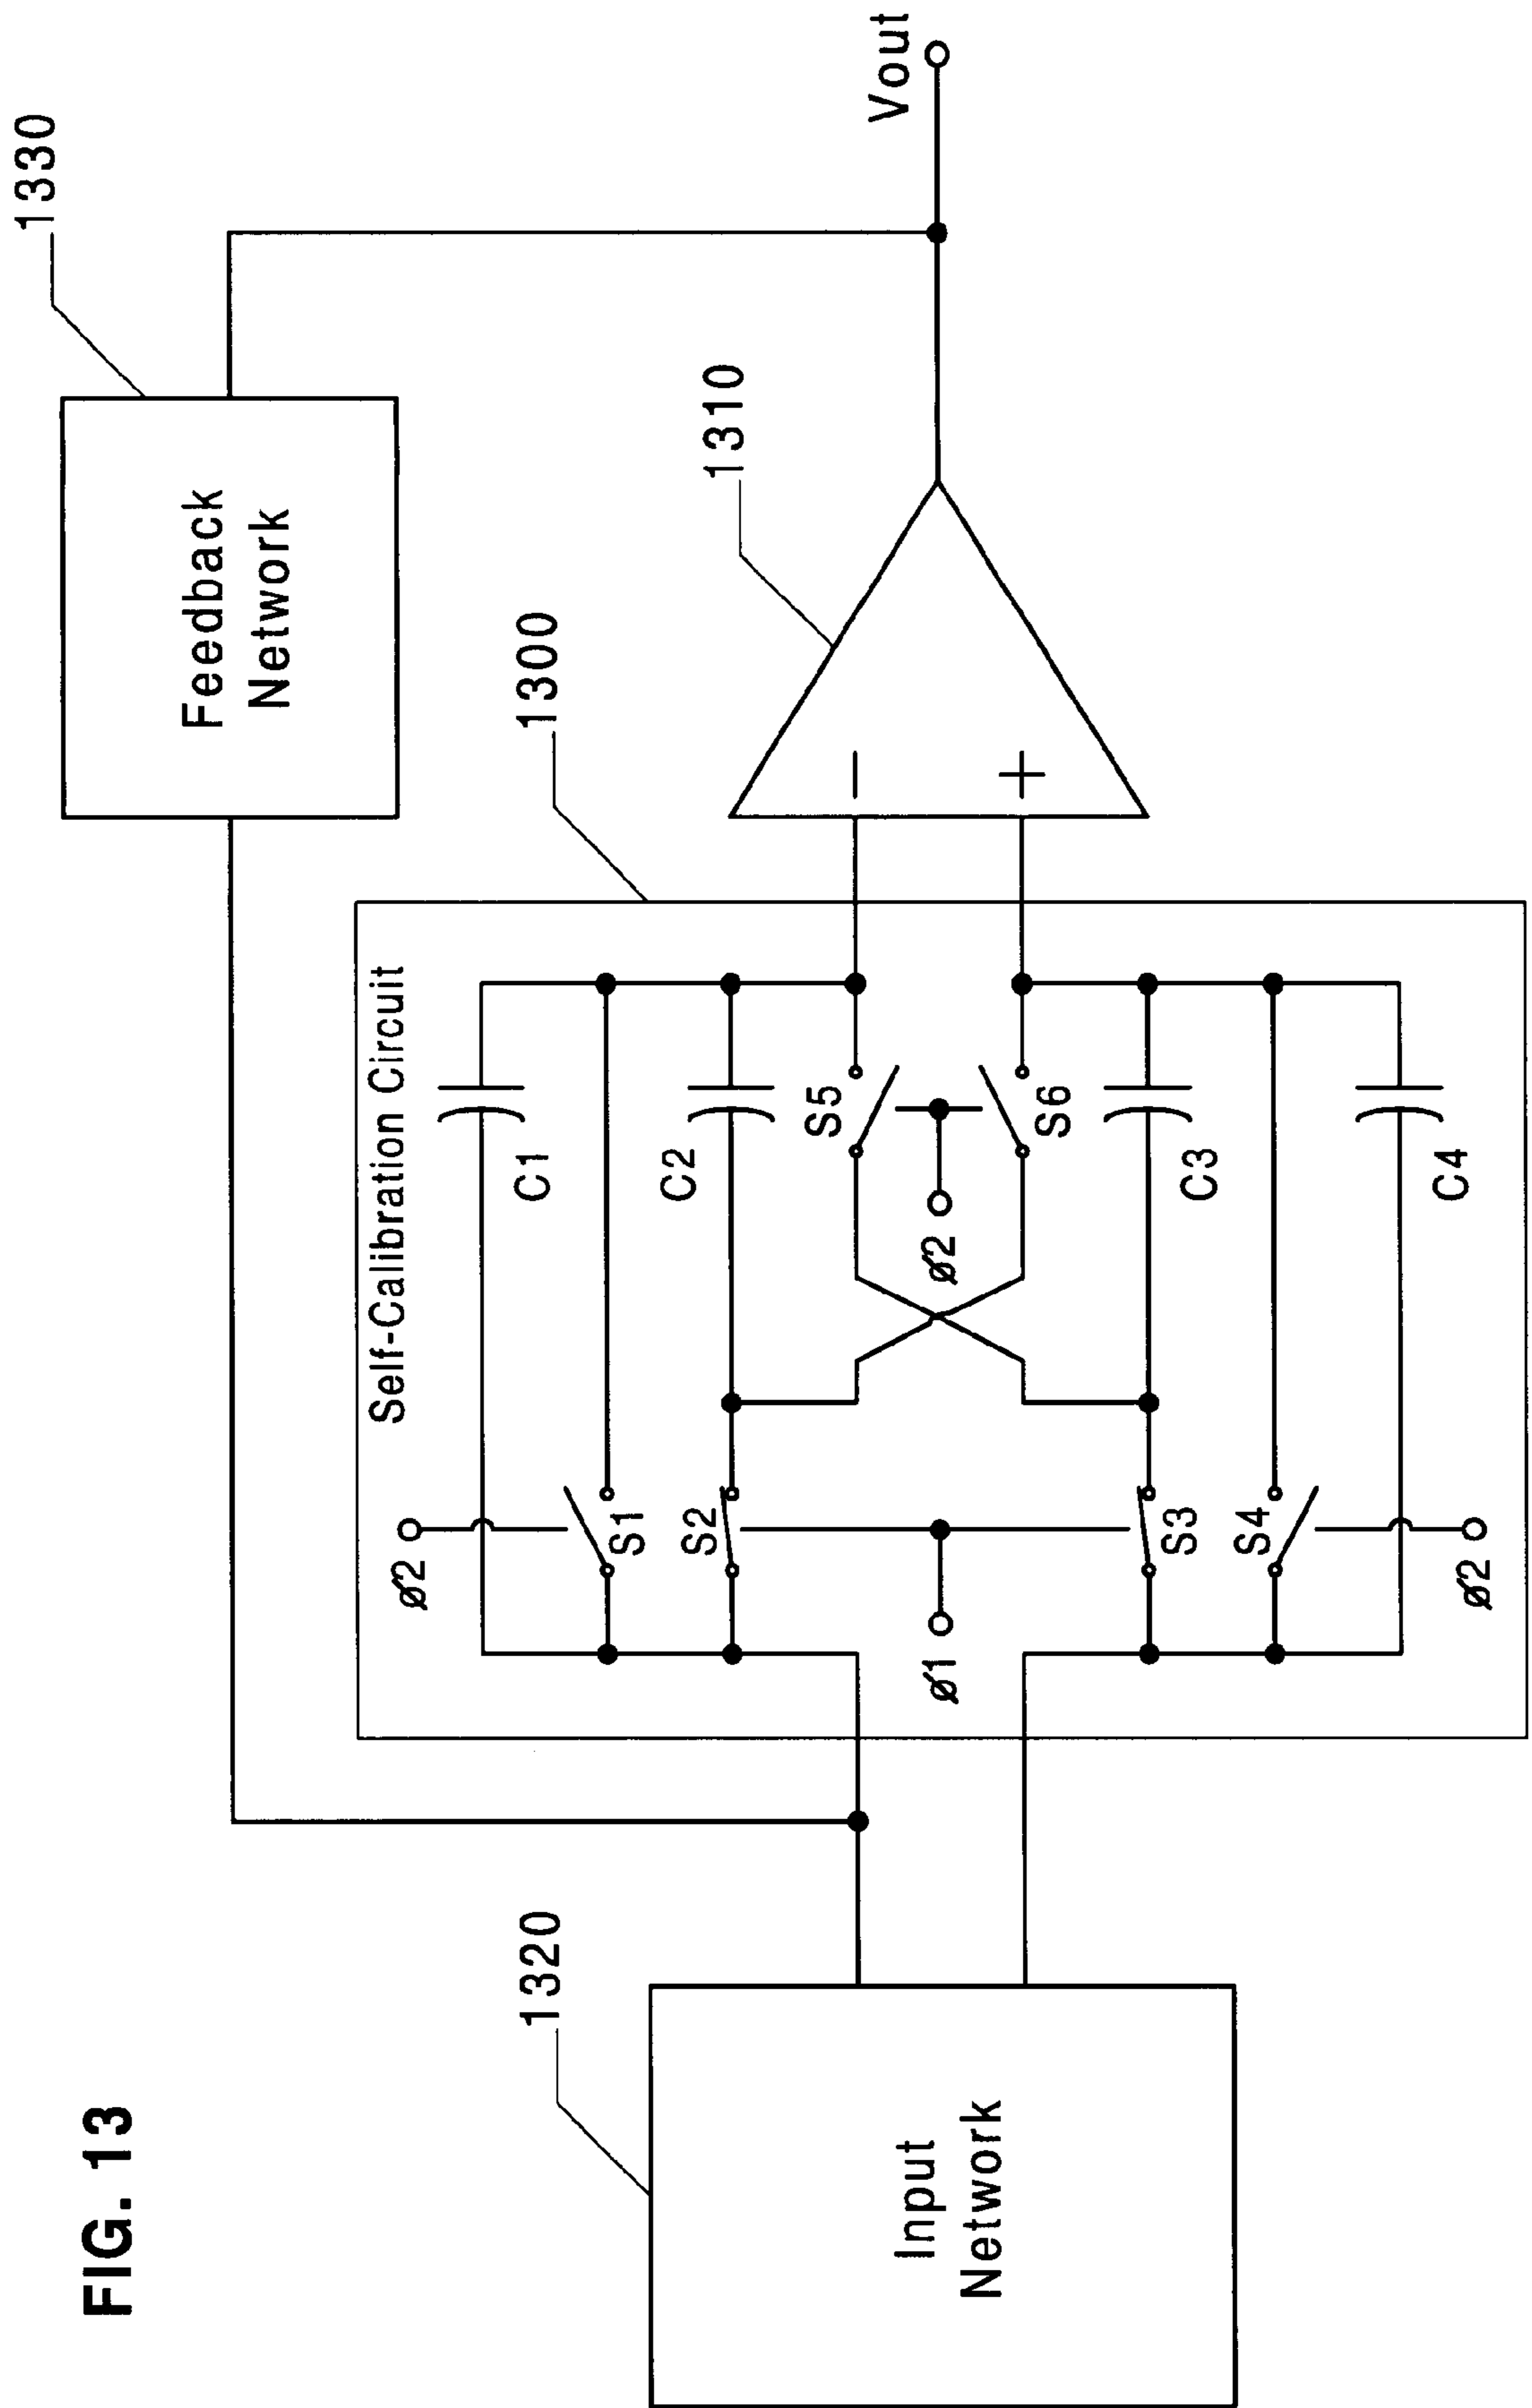 FIG. 13
1330
Feedback
Network
Vout
1310
1300
Self-Calibration Circuit
1320
Input
Network
ø2
S1
C1
S2
C2
S5
ø1
ø2
S6
S3
C3
S4
C4
ø2
−
+